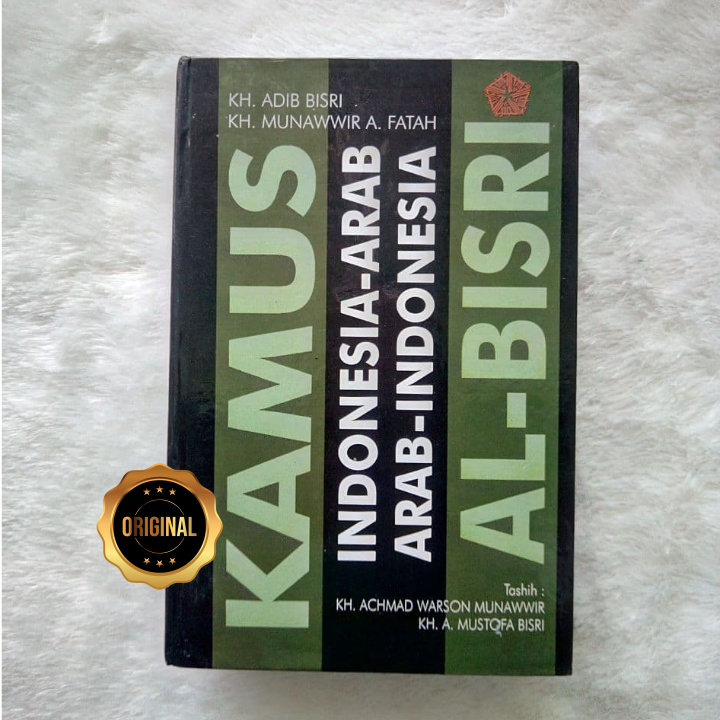 KH. ADIB BISRI
KH. MUNAWWIR A. FATAH
KAMUS
INDONESIA-ARAB
ARAB-INDONESIA
AL-BISRI
Tashih :
KH. ACHMAD WARSON MUNAWWIR
KH. A. MUSTOFA BISRI
ORIGINAL